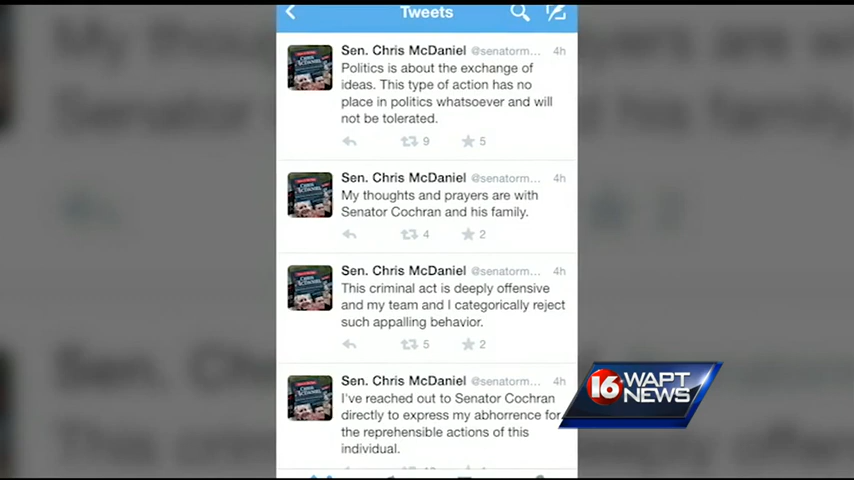 Tweets
Sen. Chris McDaniel @senatorm... 4h
Politics is about the exchange of
ideas. This type of action has no
place in politics whatsoever and will
not be tolerated.
9 5
Sen. Chris McDaniel @senatorm... 4h
My thoughts and prayers are with
Senator Cochran and his family.
4 2
Sen. Chris McDaniel @senatorm... 4h
This criminal act is deeply offensive
and my team and I categorically reject
such appalling behavior.
5 2
Sen. Chris McDaniel @senatorm... 4h
I've reached out to Senator Cochran
directly to express my abhorrence for
the reprehensible actions of this
individual.
16 WAPT
NEWS